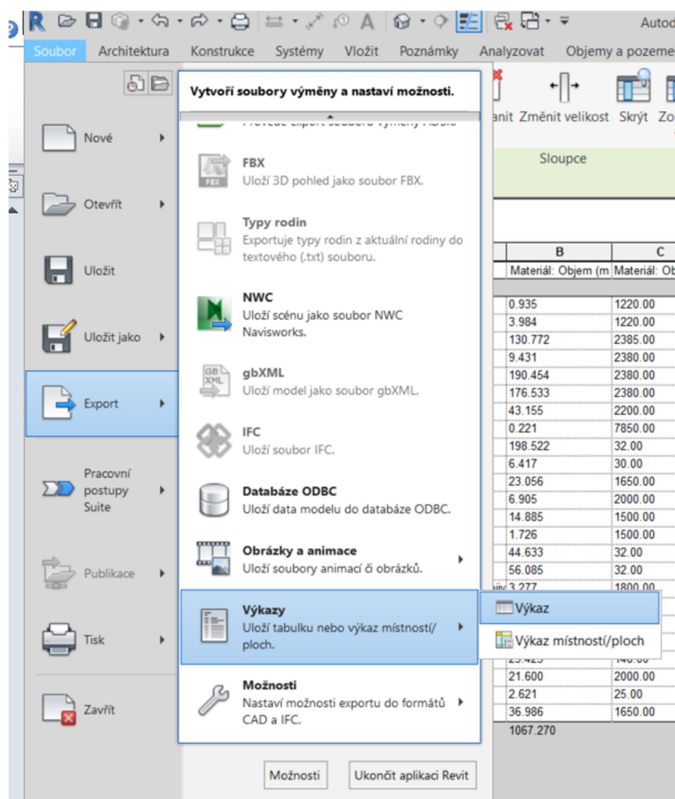 Autod
Soubor Architektura Konstrukce Systémy Vložit Poznámky Analyzovat Objemy a pozeme
Vytvoří soubory výměny a nastaví možnosti.
anit Změnit velikost Skrýt Zo
Sloupce
Nové
Otevřít
Uložit
Uložit jako
Export
Pracovní
postupy
Suite
Publikace
Tisk
Zavřít
FBX
Uloží 3D pohled jako soubor FBX.
Typy rodin
Exportuje typy rodin z aktuální rodiny do
textového (.txt) souboru.
NWC
Uloží scénu jako soubor NWC
Navisworks.
gbXML
Uloží model jako soubor gbXML.
IFC
Uloží soubor IFC.
Databáze ODBC
Uloží data modelu do databáze ODBC.
Obrázky a animace
Uloží soubory animací či obrázků.
Výkazy
Uloží tabulku nebo výkaz místností/
ploch.
Možnosti
Nastaví možnosti exportu do formátů
CAD a IFC.
Možnosti Ukončit aplikaci Revit
Výkaz
Výkaz místností/ploch
B C
Materiál: Objem (m Materiál: Ob
0.935 1220.00
3.984 1220.00
130.772 2385.00
9.431 2380.00
190.454 2380.00
176.533 2380.00
43.155 2200.00
0.221 7850.00
198.522 32.00
6.417 30.00
23.056 1650.00
6.905 2000.00
14.885 1500.00
1.726 1500.00
44.633 32.00
56.085 32.00
3.277 1800.00
21.600 2000.00
2.621 25.00
36.986 1650.00
1067.270